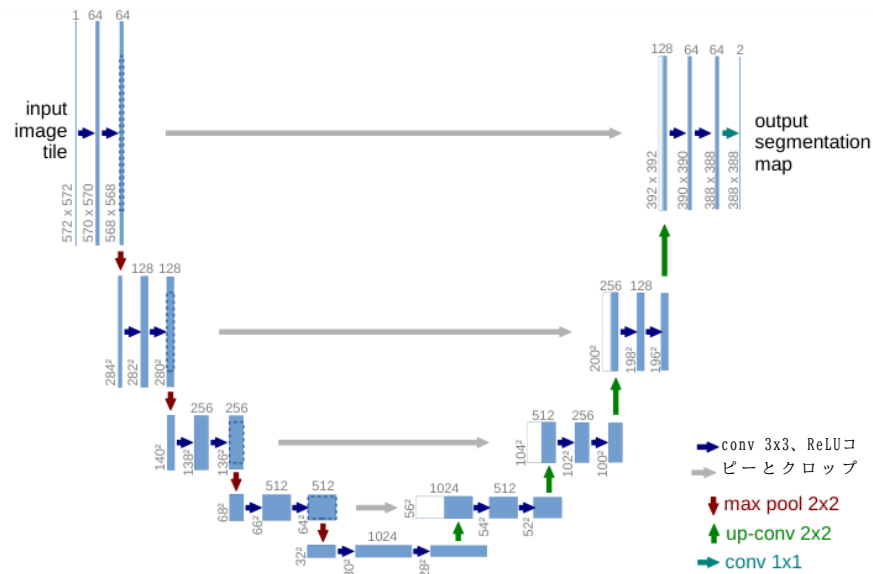 1 64 64
input
image
tile
572 x 572
570 x 570
568 x 568
128 64 64 2
output
segmentation
map
392 x 392
390 x 390
388 x 388
388 x 388
128 128
284²
282²
280²
256 128
200²
198²
196²
256 256
140²
138²
136²
512 256
104²
102²
100²
512 512
68²
66²
64²
1024 512
56²
54²
52²
1024
32²
conv 3x3、ReLUコ
ピーとクロップ
max pool 2x2
up-conv 2x2
conv 1x1